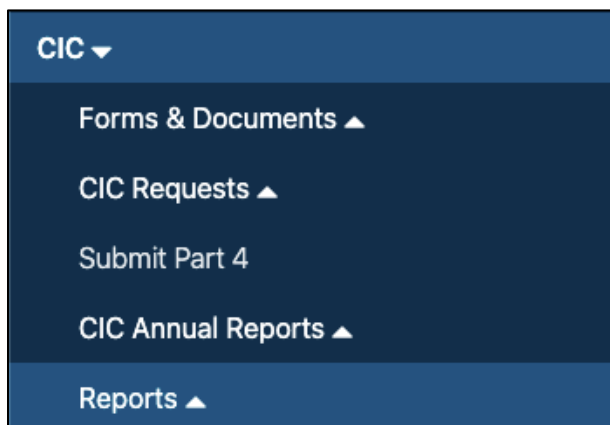 CIC
Forms & Documents
CIC Requests
Submit Part 4
CIC Annual Reports
Reports